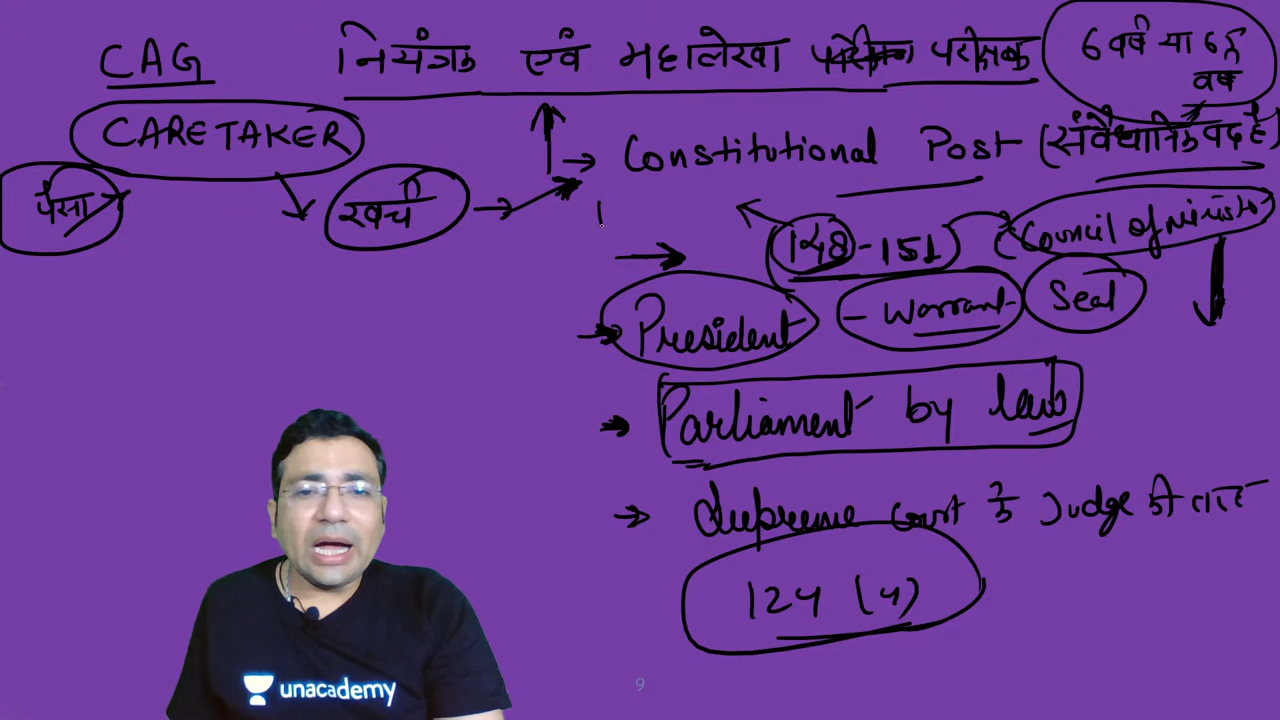 CAG नियंत्रक एवं महालेखा परीक्षक 6 वर्ष या 65 वर्ष
CARETAKER
→ Constitutional Post (संवैधानिक पद है)
पैसा खर्च
148-151 Council of ministers
→ President - Warrant- Seal
→ Parliament by law
→ Supreme court के Judge की तरह
124 (4)
unacademy
9